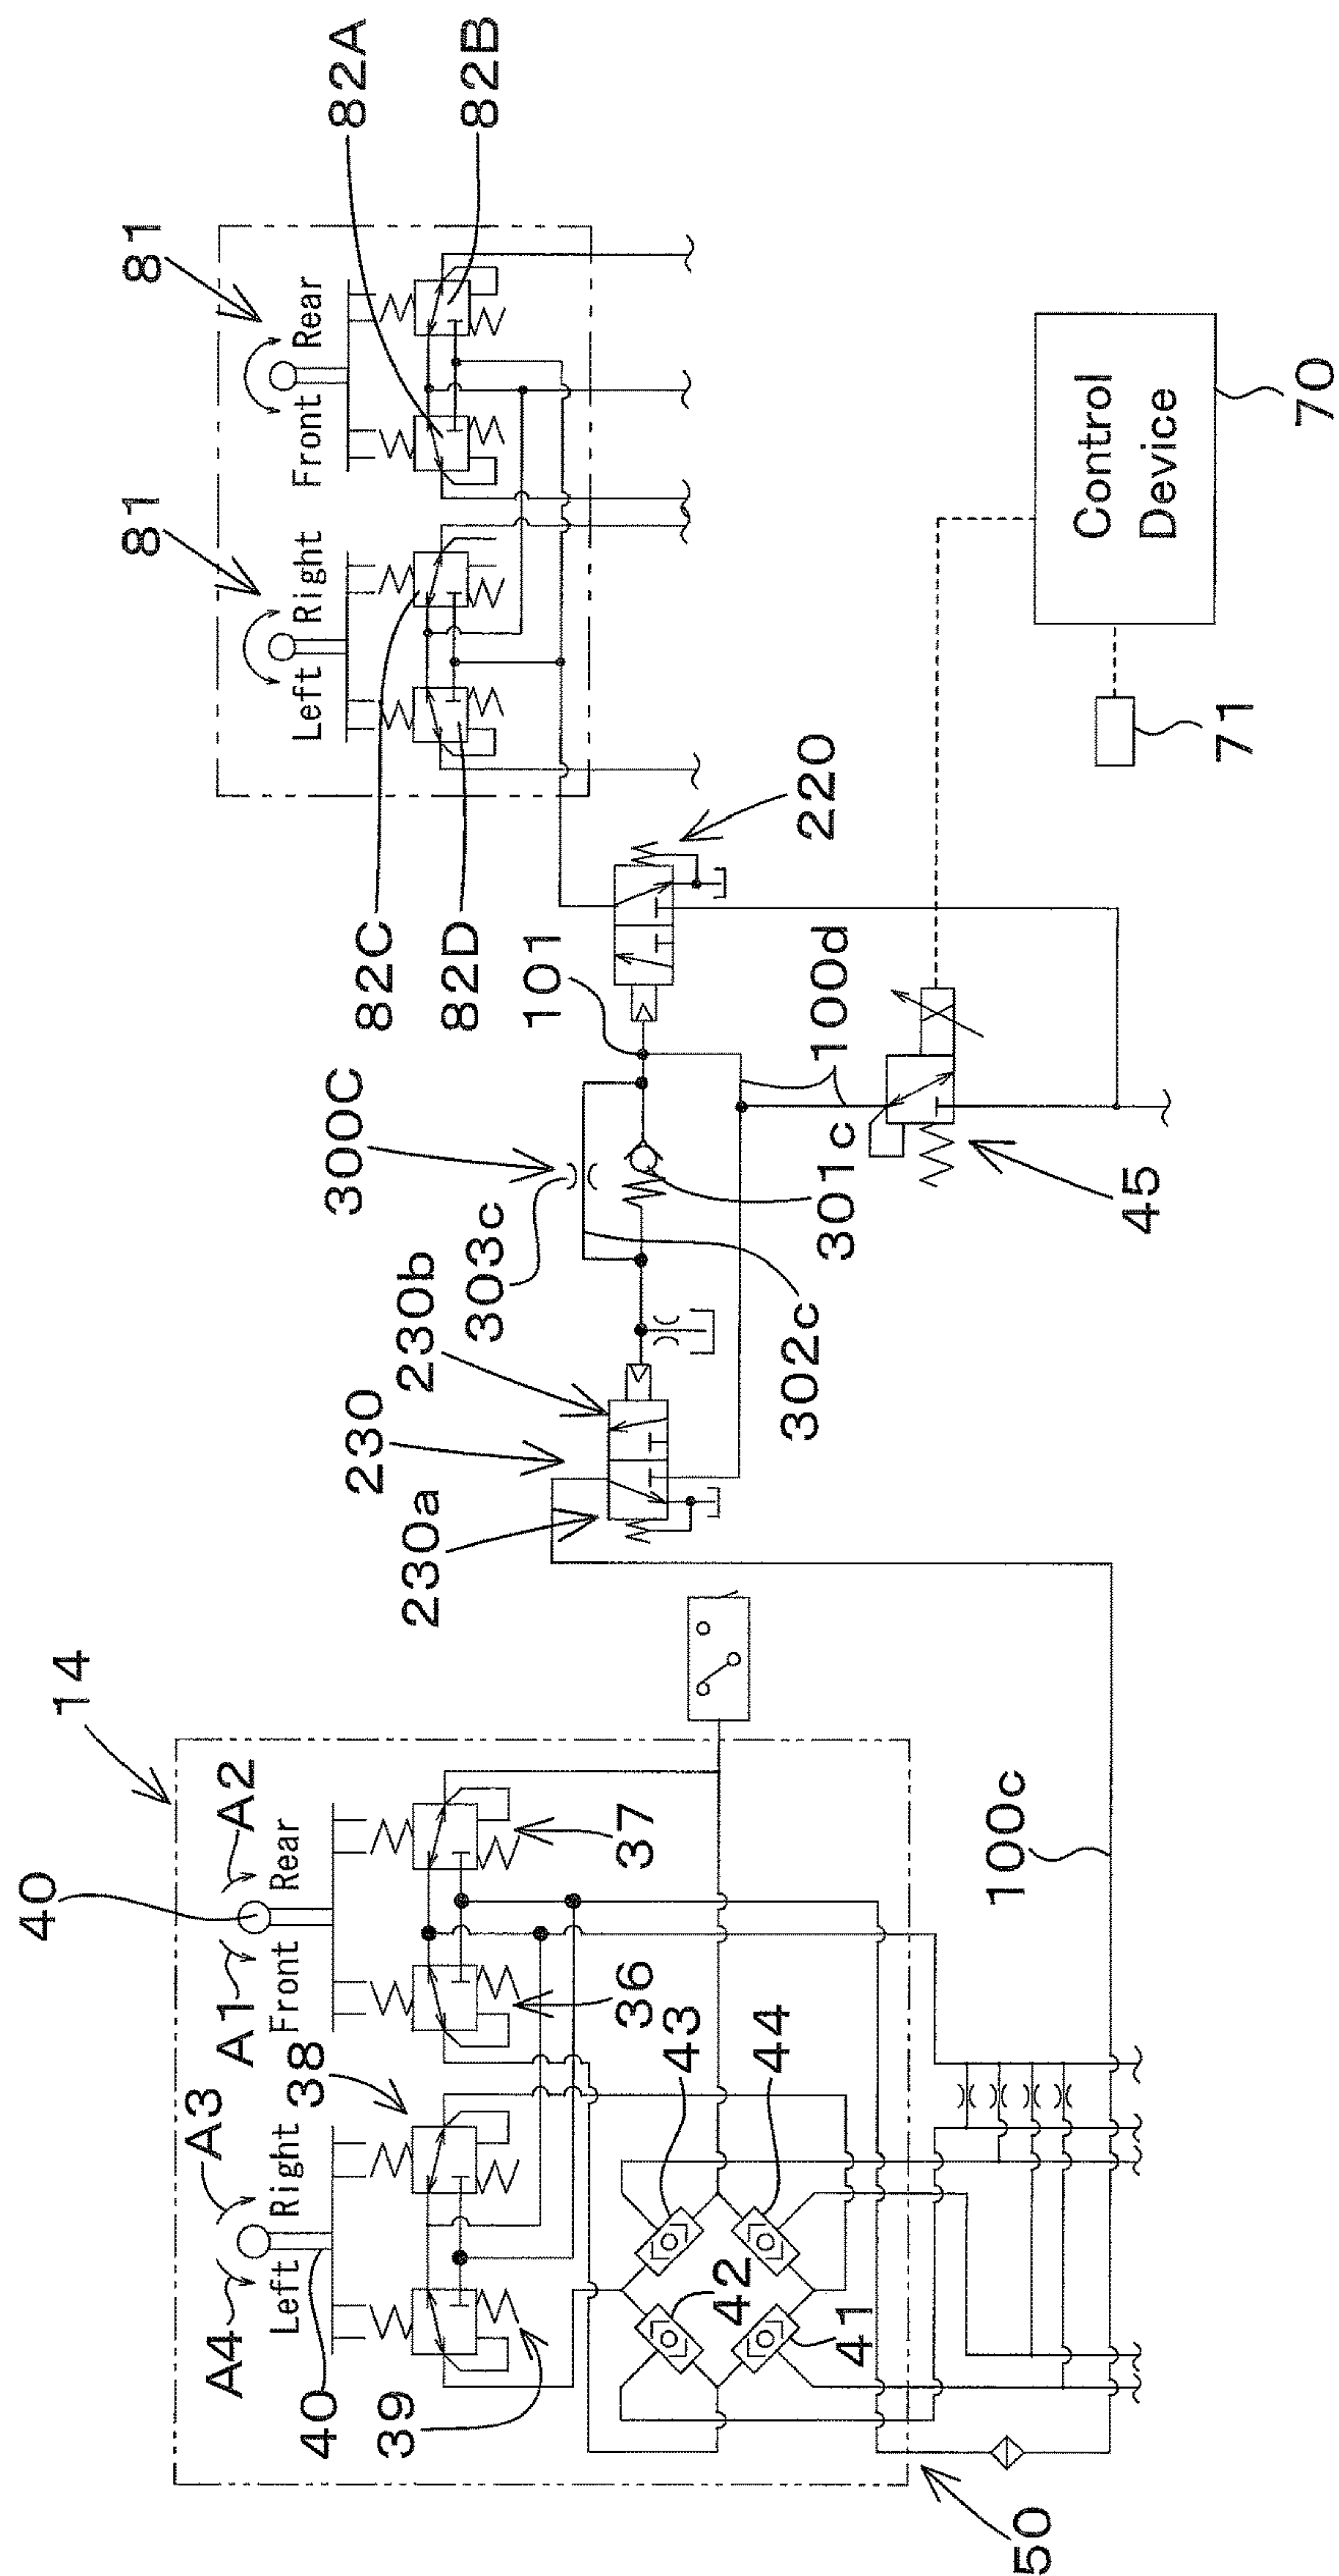 14
40
A1
A2
Front
Rear
A3
A4
Left
Right
40
38
36
37
39
43
44
42
41
50
100c
230
230a
230b
300C
303c
302c
301c
101
100d
45
220
81
Left
Right
81
Front
Rear
82A
82B
82C
82D
Control
Device
70
71